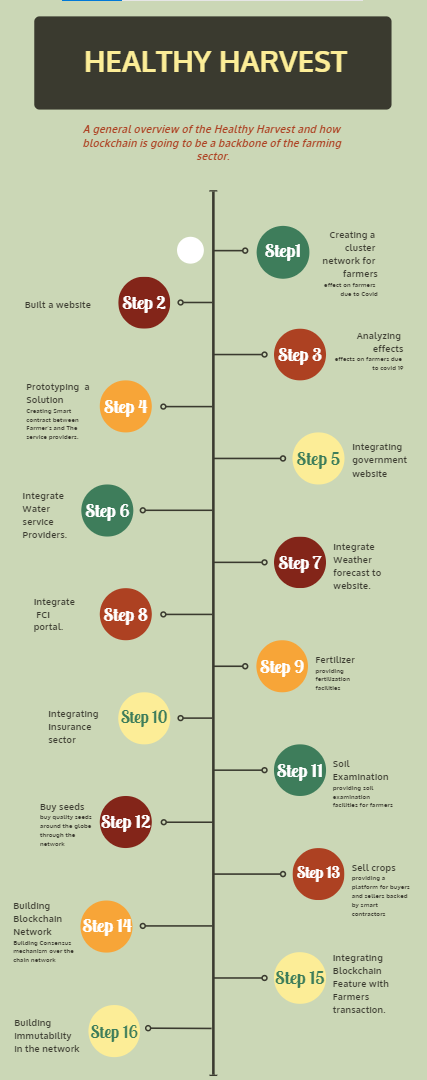 HEALTHY HARVEST
A general overview of the Healthy Harvest and how
blockchain is going to be a backbone of the farming
sector.
Step1
Creating a
cluster
network for
farmers
effect on farmers
due to Covid
Step 2
Built a website
Step 3
Analyzing
effects
effects on farmers due
to covid 19
Step 4
Prototyping a
Solution
Creating Smart
contract between
Farmer's and The
service providers.
Step 5
Integrating
government
website
Step 6
Integrate
Water
service
Providers.
Step 7
Integrate
Weather
forecast to
website.
Step 8
Integrate
FCI
portal.
Step 9
Fertilizer
providing
fertilization
facilities
Step 10
Integrating
Insurance
sector
Step 11
Soil
Examination
providing soil
examination
facilities for farmers
Step 12
Buy seeds
buy quality seeds
around the globe
through the
network
Step 13
Sell crops
providing a
platform for buyers
and sellers backed
by smart
contractors
Step 14
Building
Blockchain
Network
Building Consensus
mechanism over the
chain network
Step 15
Integrating
Blockchain
Feature with
Farmers
transaction.
Step 16
Building
Immutability
in the network